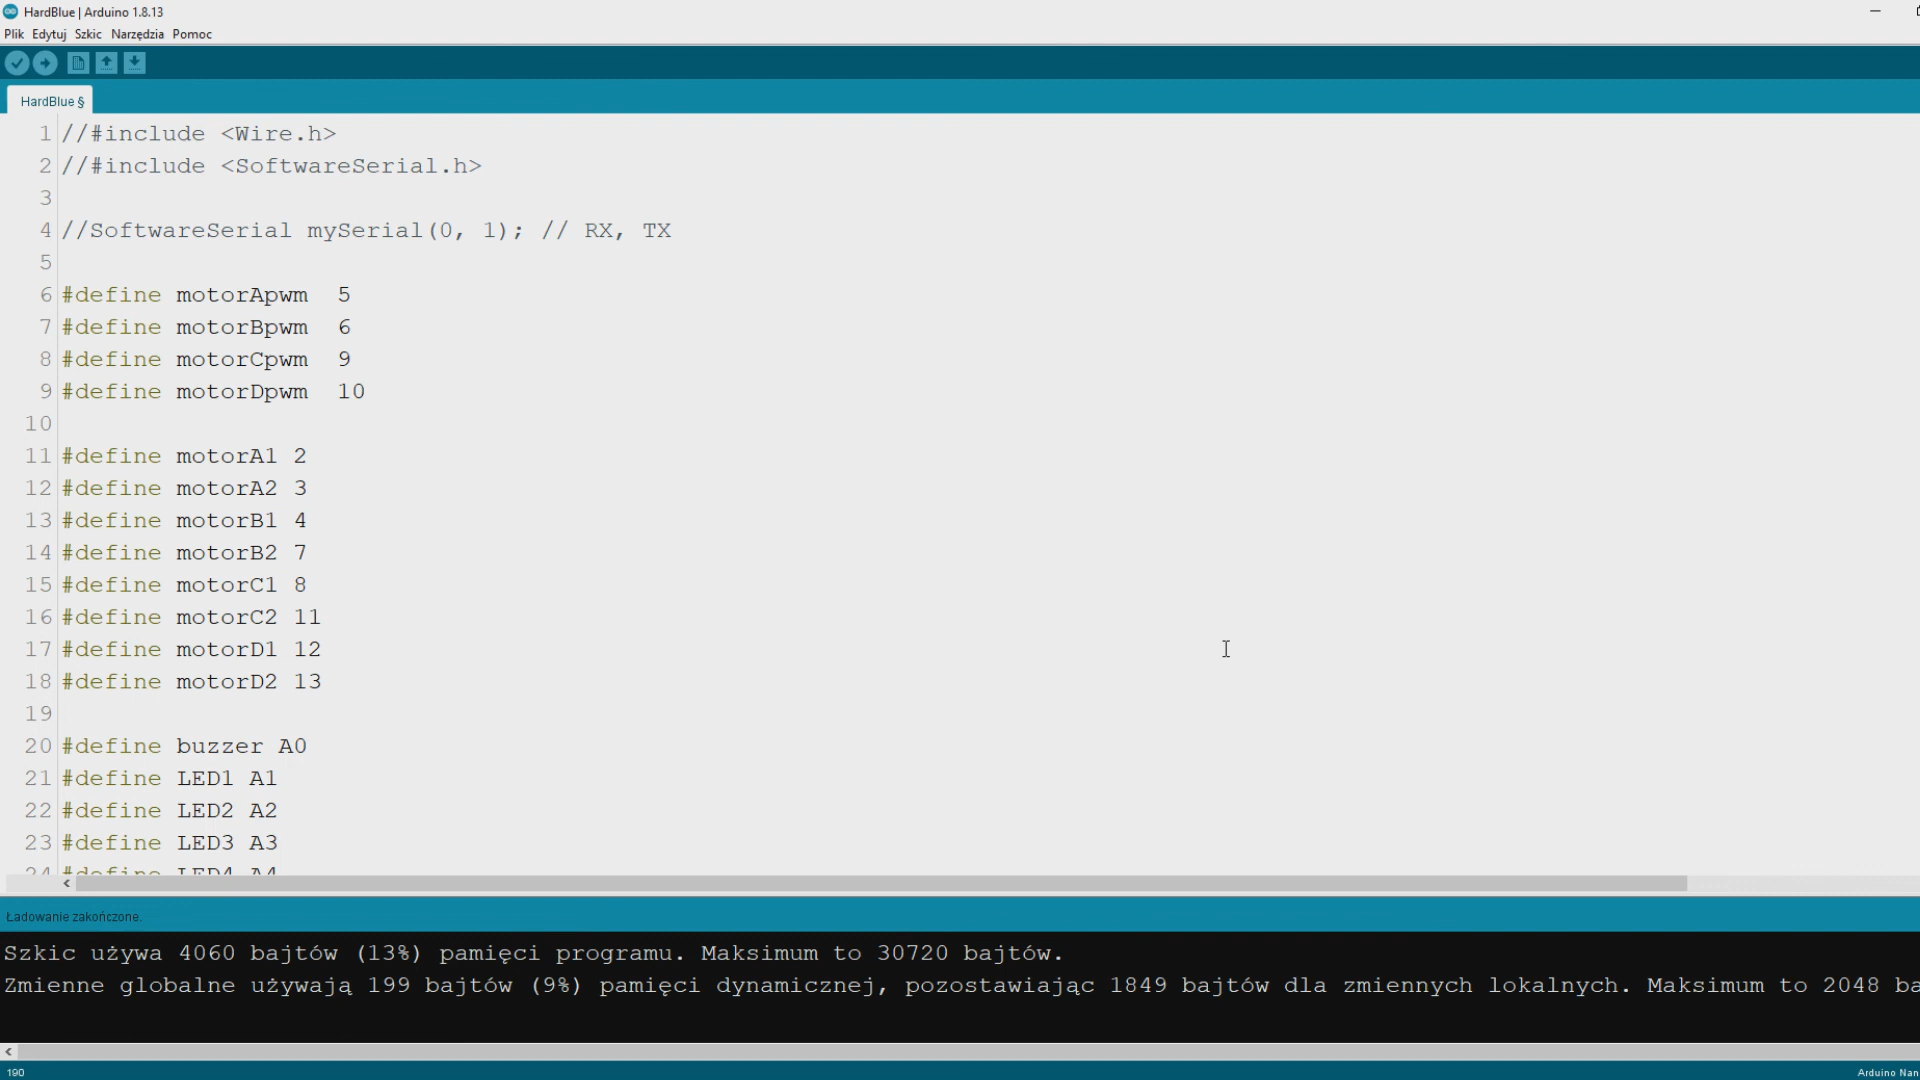 HardBlue | Arduino 1.8.13
Plik Edytuj Szkic Narzędzia Pomoc
HardBlue §
1 //#include <Wire.h>
2 //#include <SoftwareSerial.h>
3
4 //SoftwareSerial mySerial(0, 1); // RX, TX
5
6 #define motorApwm  5
7 #define motorBpwm  6
8 #define motorCpwm  9
9 #define motorDpwm  10
10
11 #define motorA1 2
12 #define motorA2 3
13 #define motorB1 4
14 #define motorB2 7
15 #define motorC1 8
16 #define motorC2 11
17 #define motorD1 12
18 #define motorD2 13
19
20 #define buzzer A0
21 #define LED1 A1
22 #define LED2 A2
23 #define LED3 A3
24 #define LED4 A4
Ładowanie zakończone.
Szkic używa 4060 bajtów (13%) pamięci programu. Maksimum to 30720 bajtów.
Zmienne globalne używają 199 bajtów (9%) pamięci dynamicznej, pozostawiając 1849 bajtów dla zmiennych lokalnych. Maksimum to 2048 ba
190
Arduino Nan